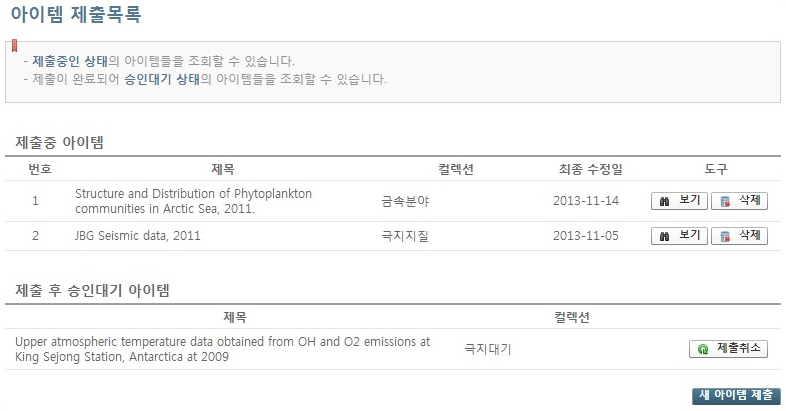 아이템 제출목록
- 제출중인 상태의 아이템들을 조회할 수 있습니다.
- 제출이 완료되어 승인대기 상태의 아이템들을 조회할 수 있습니다.
제출중 아이템
번호 제목 컬렉션 최종 수정일 도구
1 Structure and Distribution of Phytoplankton
communities in Arctic Sea, 2011. 금속분야 2013-11-14 보기 삭제
2 JBG Seismic data, 2011 극지지질 2013-11-05 보기 삭제
제출 후 승인대기 아이템
제목 컬렉션
Upper atmospheric temperature data obtained from OH and O2 emissions at
King Sejong Station, Antarctica at 2009 극지대기 제출취소
새 아이템 제출